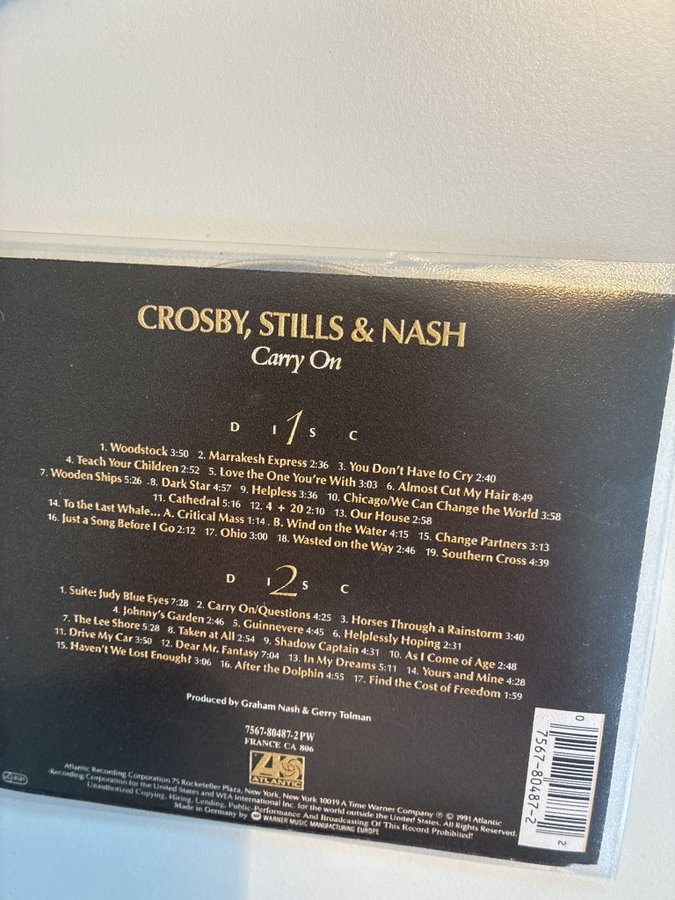 CROSBY, STILLS & NASH
Carry On
DISC 1
1. Woodstock 3:50 2. Marrakesh Express 2:36 3. You Don't Have to Cry 2:40
4. Teach Your Children 2:52 5. Love the One You're With 3:03 6. Almost Cut My Hair 8:49
7. Wooden Ships 5:26 .8. Dark Star 4:57 9. Helpless 3:36 10. Chicago/We Can Change the World 3:58
11. Cathedral 5:16 12. 4 + 20 2:10 13. Our House 2:58
14. To the Last Whale... A. Critical Mass 1:14 . B. Wind on the Water 4:15 15. Change Partners 3:13
16. Just a Song Before I Go 2:12 17. Ohio 3:00 18. Wasted on the Way 2:46 19. Southern Cross 4:39
DISC 2
1. Suite: Judy Blue Eyes 7:28 2. Carry On/Questions 4:25 3. Horses Through a Rainstorm 3:40
4. Johnny's Garden 2:46 5. Guinnevere 4:45 6. Helplessly Hoping 2:31
7. The Lee Shore 5:28 8. Taken at All 2:54 9. Shadow Captain 4:31 10. As I Come of Age 2:48
11. Drive My Car 3:50 12. Dear Mr. Fantasy 7:04 13. In My Dreams 5:11 14. Yours and Mine 4:28
15. Haven't We Lost Enough? 3:06 16. After the Dolphin 4:55 17. Find the Cost of Freedom 1:59
Produced by Graham Nash & Gerry Tolman
7567-80487-2 PW
FRANCE CA 806
ATLANTIC
Atlantic Recording Corporation 75 Rockefeller Plaza, New York, New York 10019 A Time Warner Company ℗ © 1991 Atlantic
Recording Corporation for the United States and WEA International Inc. for the world outside the United States. All Rights Reserved.
Unauthorized Copying, Hiring, Lending, Public Performance And Broadcasting Of This Record Prohibited!
Made in Germany by WARNER MUSIC MANUFACTURING EUROPE
0 7567-80487-2 2